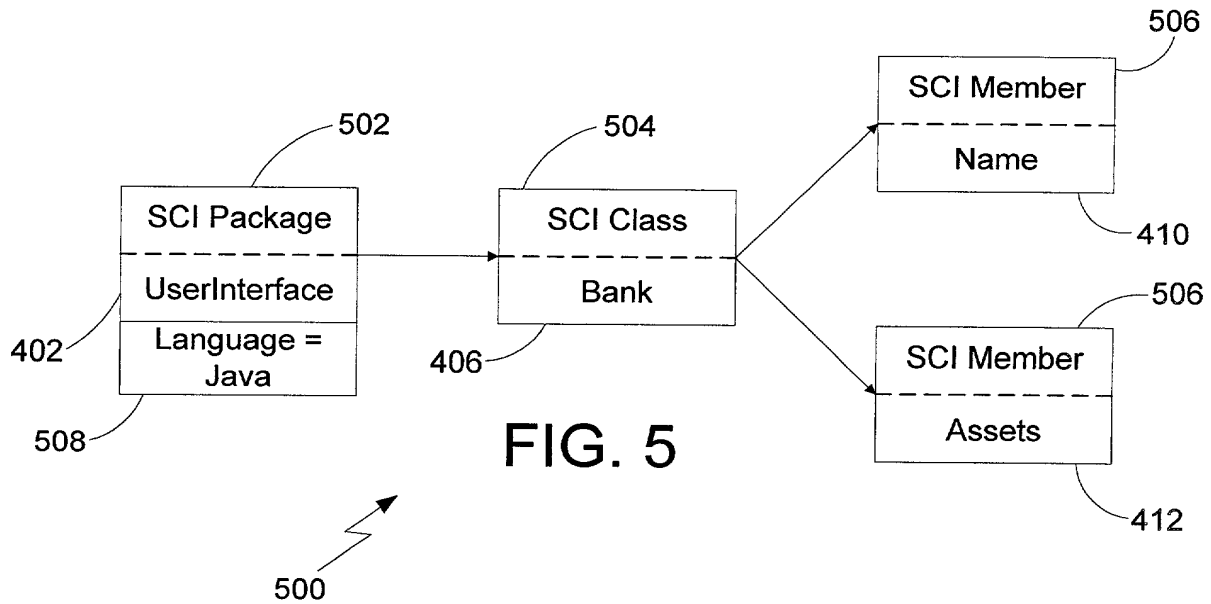 506
SCI Member
Name
410
502
SCI Package
UserInterface
Language =
Java
402
508
504
SCI Class
Bank
406
506
SCI Member
Assets
412
FIG. 5
500